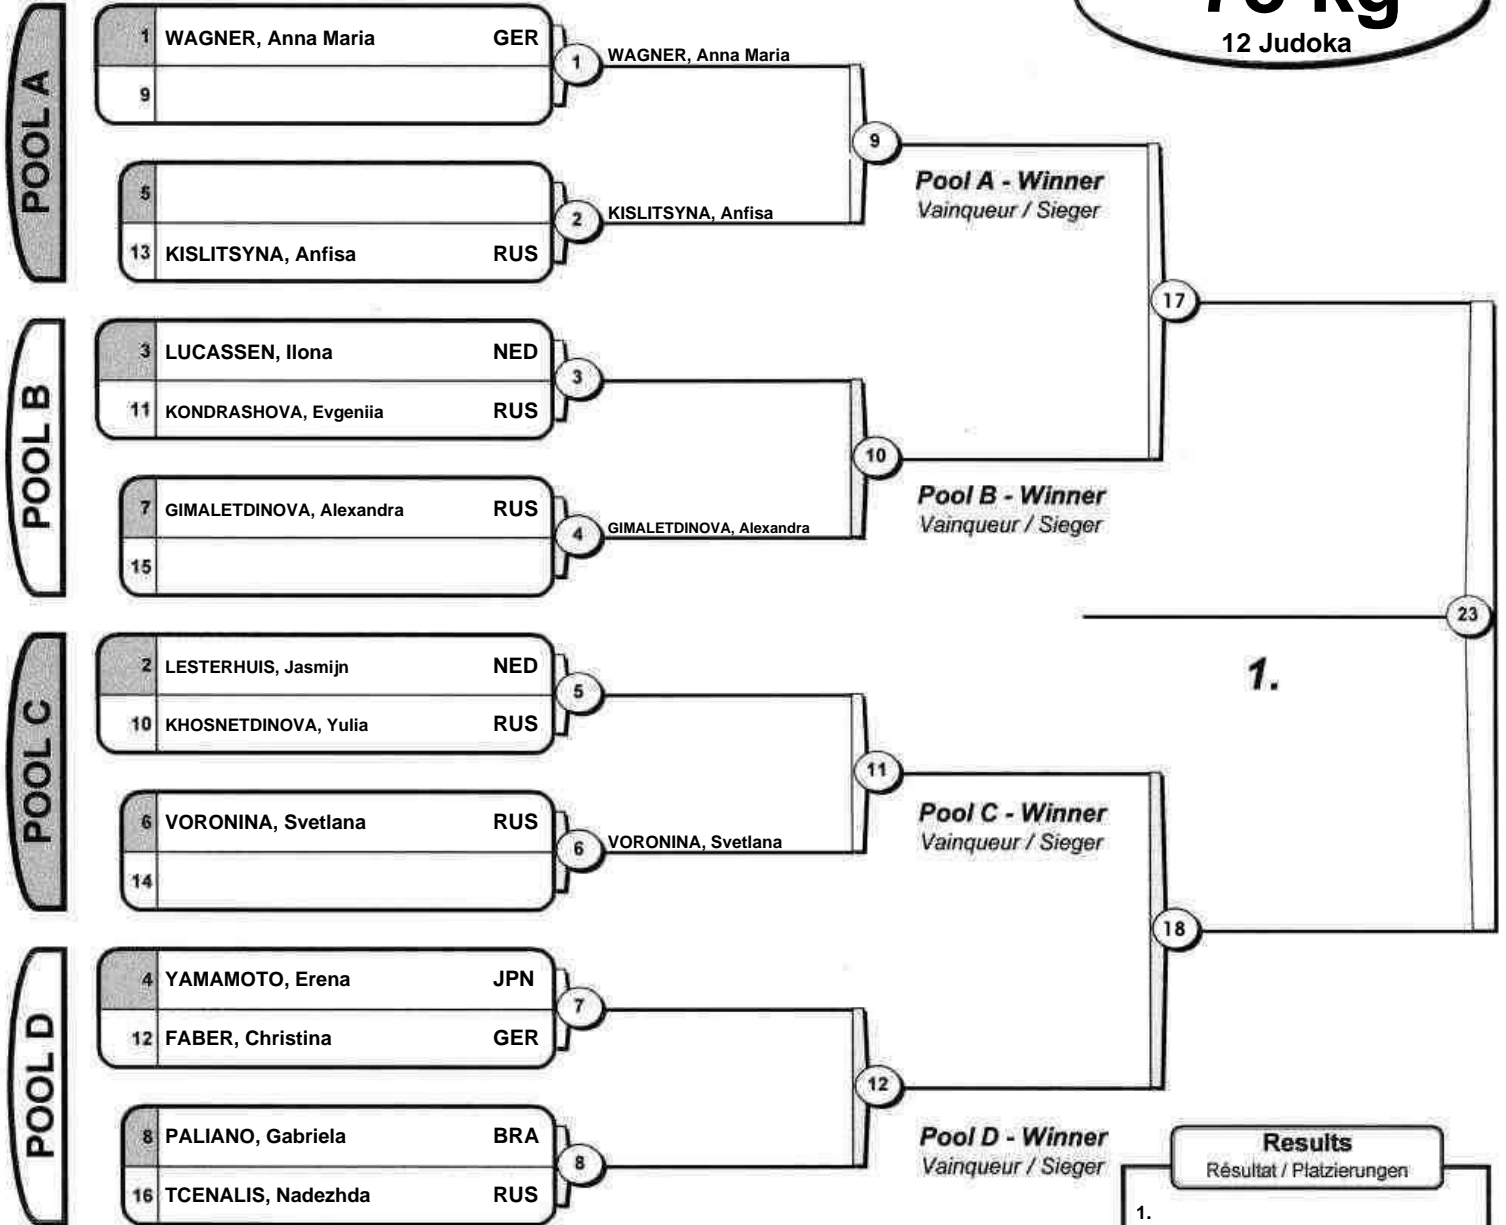 kg
12 Judoka
POOL A
1 WAGNER, Anna Maria GER
9
1 WAGNER, Anna Maria
5
13 KISLITSYNA, Anfisa RUS
2 KISLITSYNA, Anfisa
9
Pool A - Winner
Vainqueur / Sieger
POOL B
3 LUCASSEN, Ilona NED
11 KONDRASHOVA, Evgeniia RUS
3
7 GIMALETDINOVA, Alexandra RUS
15
4 GIMALETDINOVA, Alexandra
10
Pool B - Winner
Vainqueur / Sieger
17
POOL C
2 LESTERHUIS, Jasmijn NED
10 KHOSNETDINOVA, Yulia RUS
5
6 VORONINA, Svetlana RUS
14
6 VORONINA, Svetlana
11
Pool C - Winner
Vainqueur / Sieger
POOL D
4 YAMAMOTO, Erena JPN
12 FABER, Christina GER
7
8 PALIANO, Gabriela BRA
16 TCENALIS, Nadezhda RUS
8
12
Pool D - Winner
Vainqueur / Sieger
18
23
1.
Results
Résultat / Platzierungen
1.